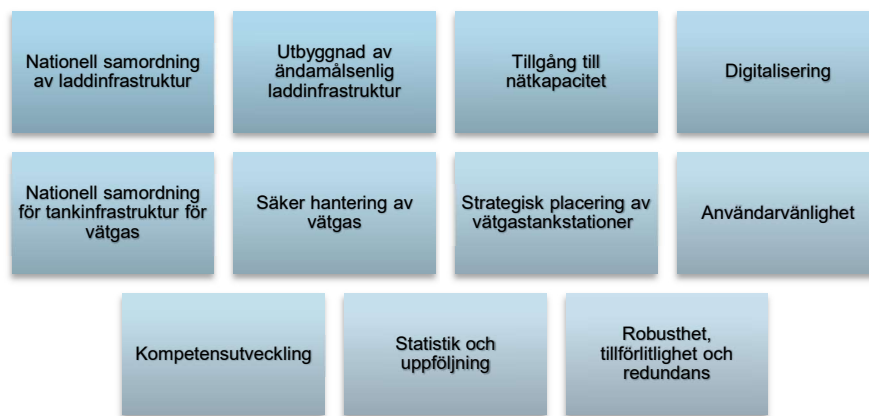 Nationell samordning
av laddinfrastruktur
Utbyggnad av
ändamålsenlig
laddinfrastruktur
Tillgång till
nätkapacitet
Digitalisering
Nationell samordning
för tankinfrastruktur för
vätgas
Säker hantering av
vätgas
Strategisk placering av
vätgastankstationer
Användarvänlighet
Kompetensutveckling
Statistik och
uppföljning
Robusthet,
tillförlitlighet och
redundans